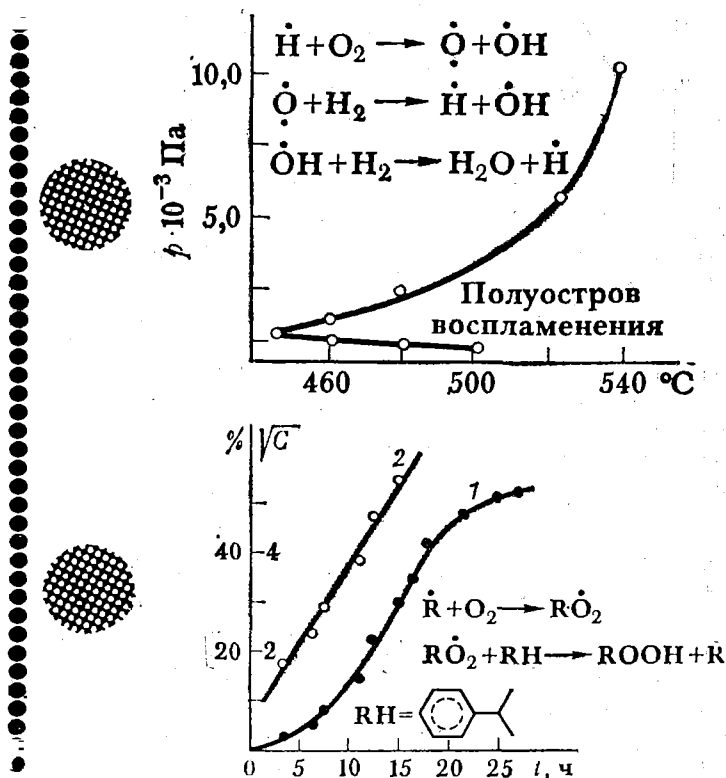 Ḣ+O₂ → Ȯ+ȮH
10,0
Ȯ+H₂ → Ḣ+ȮH
ȮH+H₂ → H₂O+Ḣ
p·10⁻³ Па
5,0
Полуостров
воспламенения
460 500 540 °C
% √C
2 1
40 4
Ṙ+O₂ → RȮ₂
20 2
RȮ₂+RH → ROOH+R
RH=
0 0 5 10 15 20 25 t, ч